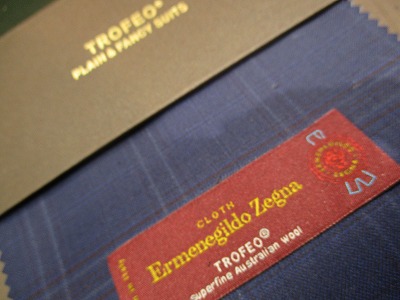 TROFEO®
PLAIN & FANCY SUITS
CLOTH
Ermenegildo Zegna
TROFEO®
superfine Australian wool